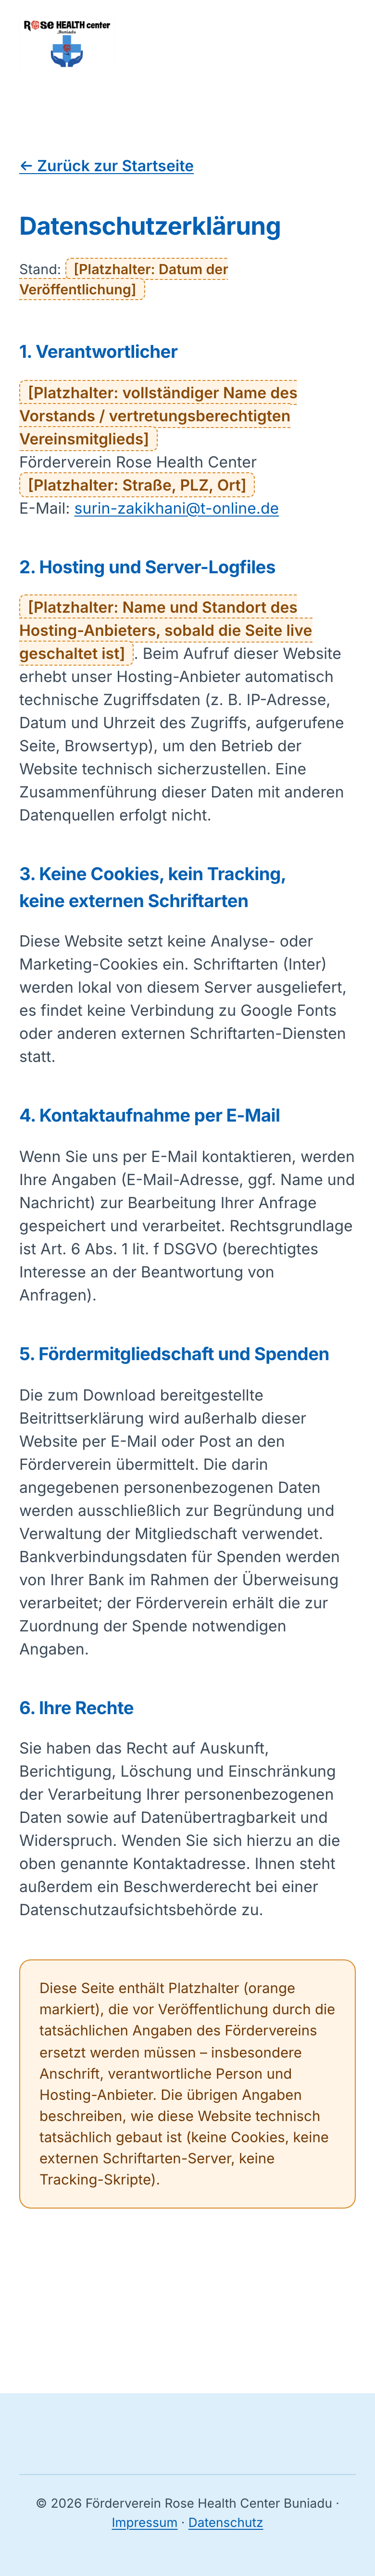 Rose HEALTH center
Buniadu
← Zurück zur Startseite
Datenschutzerklärung
Stand: [Platzhalter: Datum der
Veröffentlichung]
1. Verantwortlicher
[Platzhalter: vollständiger Name des
Vorstands / vertretungsberechtigten
Vereinsmitglieds]
Förderverein Rose Health Center
[Platzhalter: Straße, PLZ, Ort]
E-Mail: surin-zakikhani@t-online.de
2. Hosting und Server-Logfiles
[Platzhalter: Name und Standort des
Hosting-Anbieters, sobald die Seite live
geschaltet ist]. Beim Aufruf dieser Website
erhebt unser Hosting-Anbieter automatisch
technische Zugriffsdaten (z. B. IP-Adresse,
Datum und Uhrzeit des Zugriffs, aufgerufene
Seite, Browsertyp), um den Betrieb der
Website technisch sicherzustellen. Eine
Zusammenführung dieser Daten mit anderen
Datenquellen erfolgt nicht.
3. Keine Cookies, kein Tracking,
keine externen Schriftarten
Diese Website setzt keine Analyse- oder
Marketing-Cookies ein. Schriftarten (Inter)
werden lokal von diesem Server ausgeliefert,
es findet keine Verbindung zu Google Fonts
oder anderen externen Schriftarten-Diensten
statt.
4. Kontaktaufnahme per E-Mail
Wenn Sie uns per E-Mail kontaktieren, werden
Ihre Angaben (E-Mail-Adresse, ggf. Name und
Nachricht) zur Bearbeitung Ihrer Anfrage
gespeichert und verarbeitet. Rechtsgrundlage
ist Art. 6 Abs. 1 lit. f DSGVO (berechtigtes
Interesse an der Beantwortung von
Anfragen).
5. Fördermitgliedschaft und Spenden
Die zum Download bereitgestellte
Beitrittserklärung wird außerhalb dieser
Website per E-Mail oder Post an den
Förderverein übermittelt. Die darin
angegebenen personenbezogenen Daten
werden ausschließlich zur Begründung und
Verwaltung der Mitgliedschaft verwendet.
Bankverbindungsdaten für Spenden werden
von Ihrer Bank im Rahmen der Überweisung
verarbeitet; der Förderverein erhält die zur
Zuordnung der Spende notwendigen
Angaben.
6. Ihre Rechte
Sie haben das Recht auf Auskunft,
Berichtigung, Löschung und Einschränkung
der Verarbeitung Ihrer personenbezogenen
Daten sowie auf Datenübertragbarkeit und
Widerspruch. Wenden Sie sich hierzu an die
oben genannte Kontaktadresse. Ihnen steht
außerdem ein Beschwerderecht bei einer
Datenschutzaufsichtsbehörde zu.
Diese Seite enthält Platzhalter (orange
markiert), die vor Veröffentlichung durch die
tatsächlichen Angaben des Fördervereins
ersetzt werden müssen – insbesondere
Anschrift, verantwortliche Person und
Hosting-Anbieter. Die übrigen Angaben
beschreiben, wie diese Website technisch
tatsächlich gebaut ist (keine Cookies, keine
externen Schriftarten-Server, keine
Tracking-Skripte).
© 2026 Förderverein Rose Health Center Buniadu ·
Impressum · Datenschutz